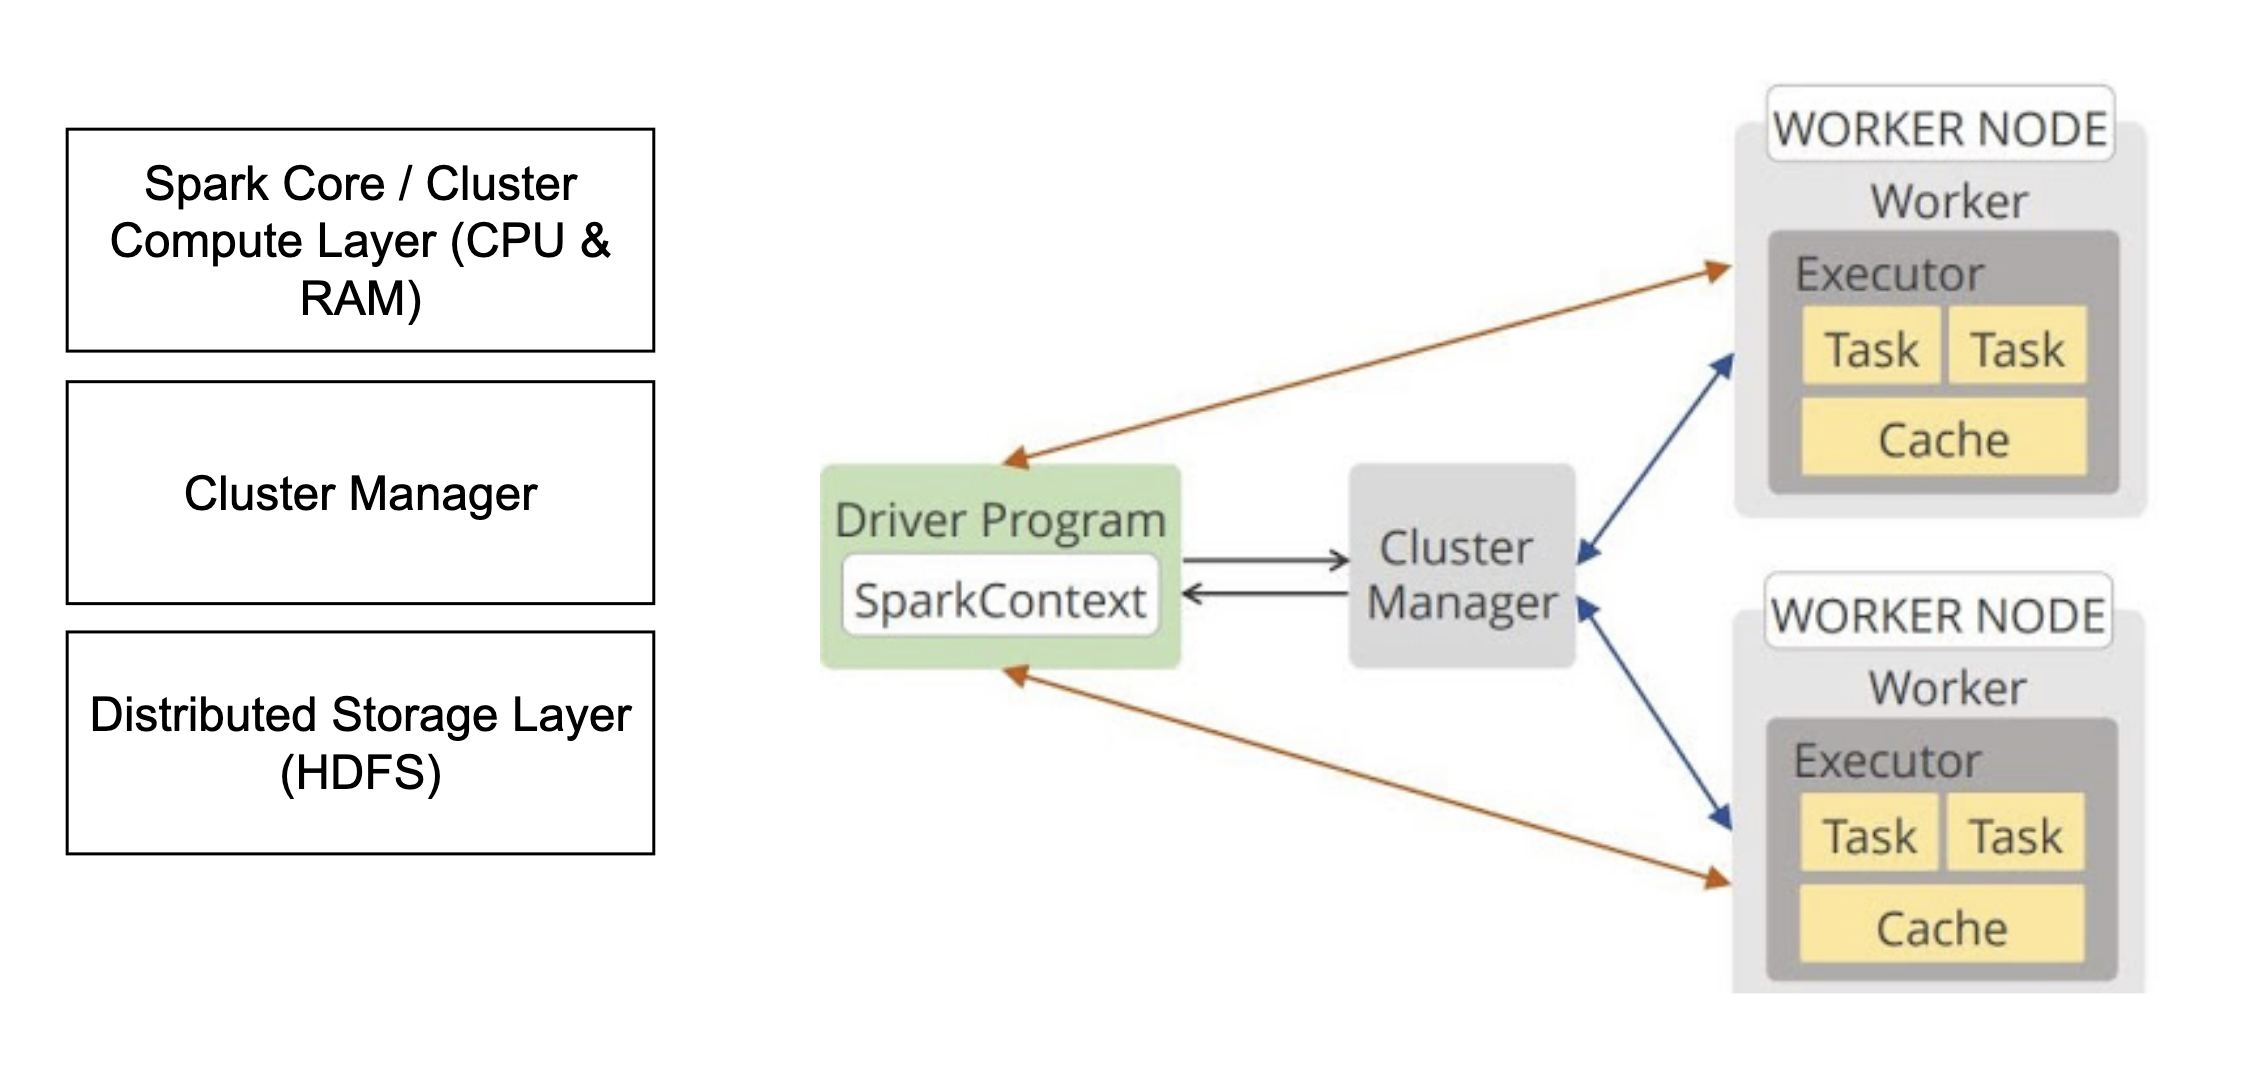 Spark Core / Cluster
Compute Layer (CPU &
RAM)
Cluster Manager
Distributed Storage Layer
(HDFS)
Driver Program
SparkContext
Cluster
Manager
WORKER NODE
Worker
Executor
Task Task
Cache
WORKER NODE
Worker
Executor
Task Task
Cache